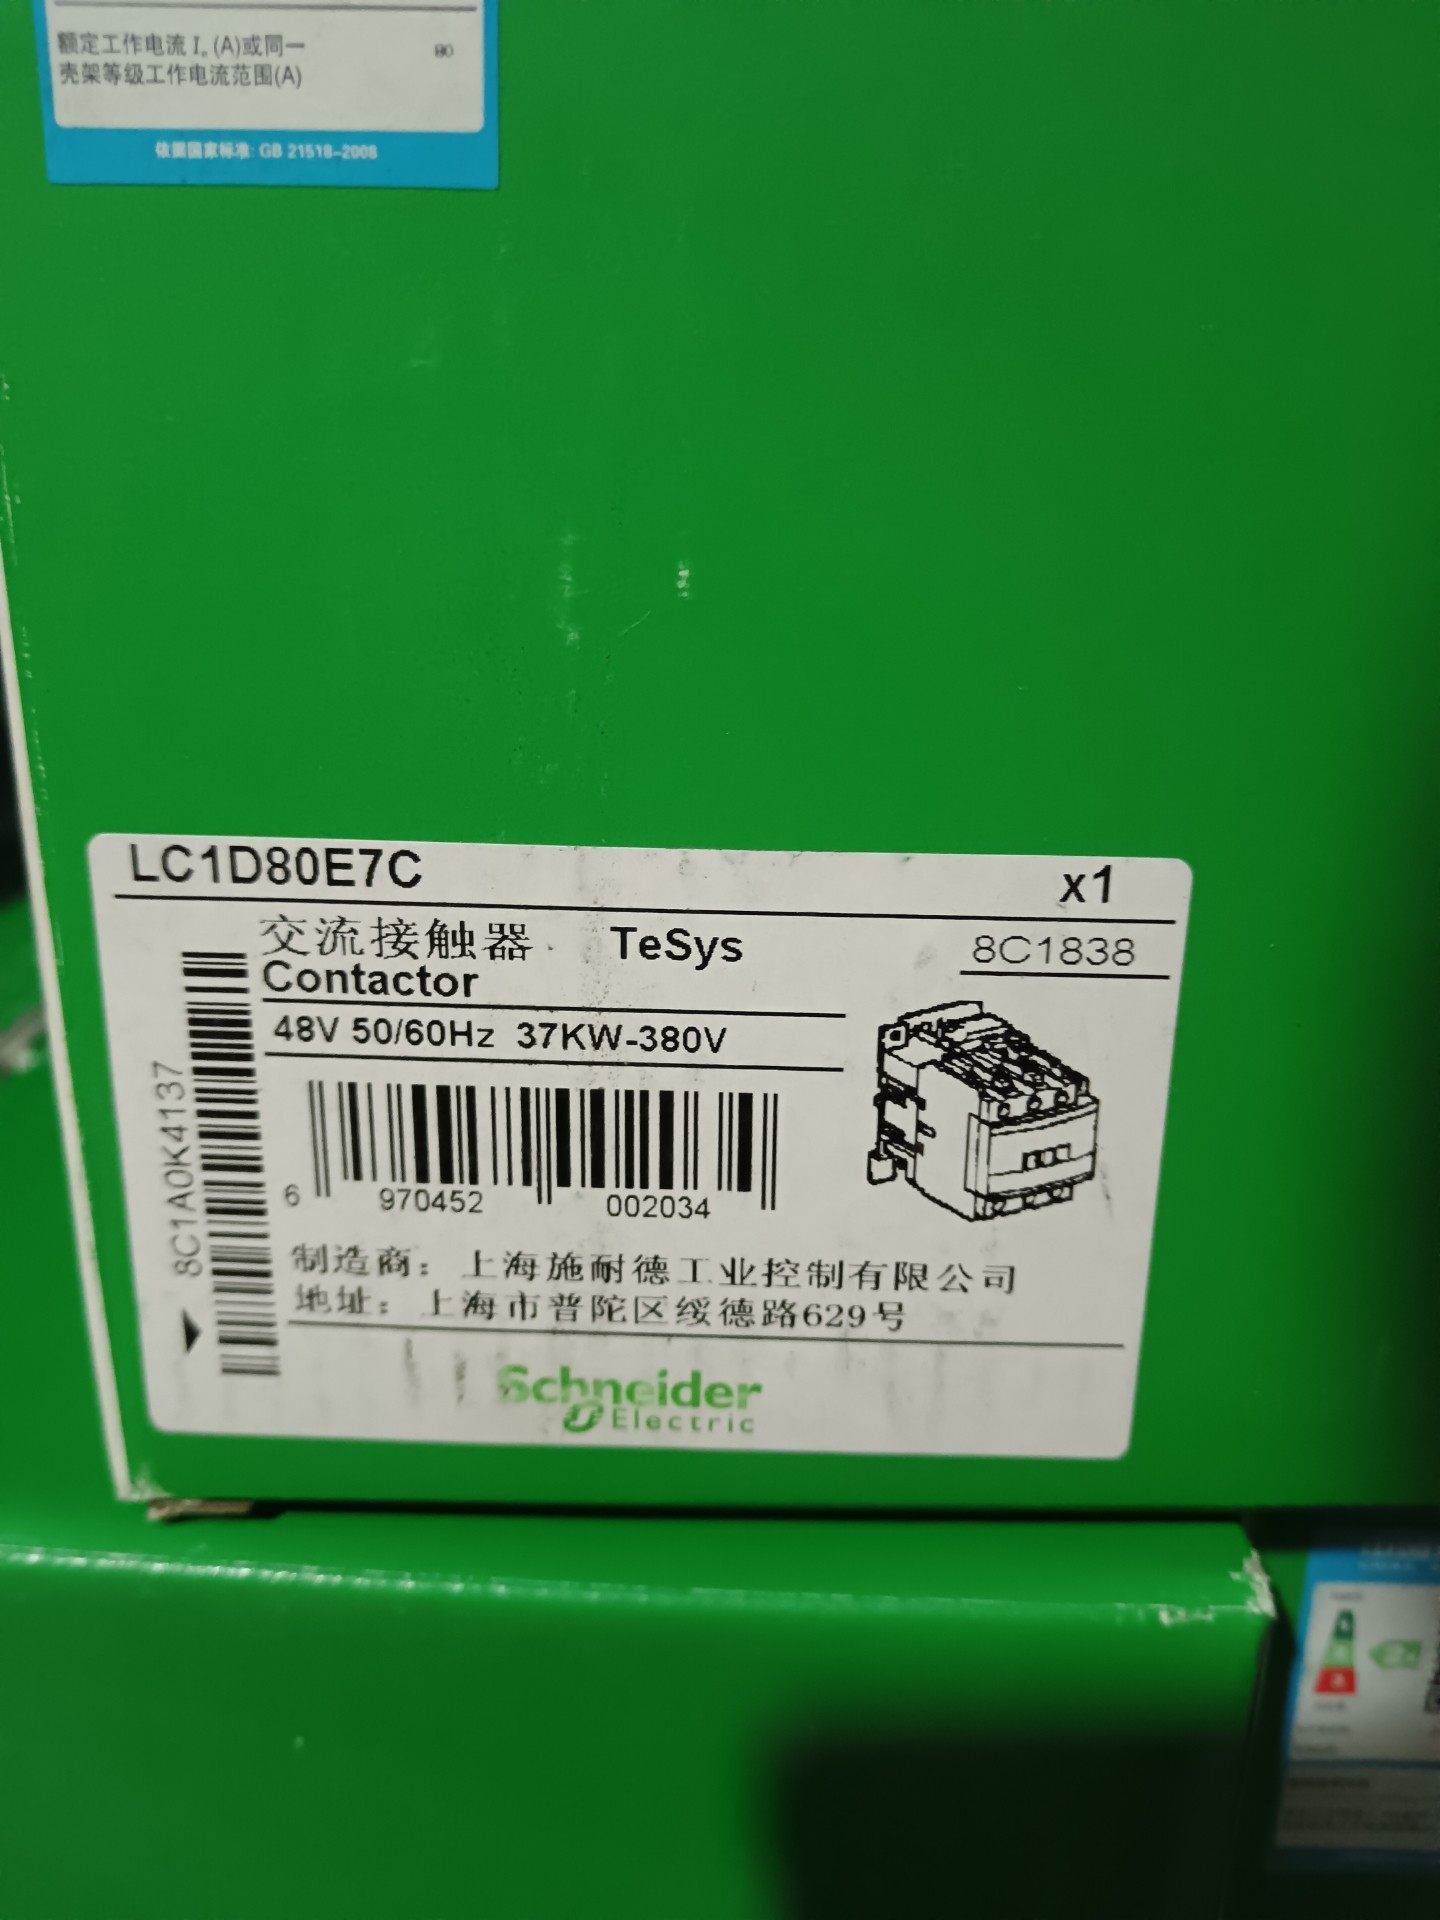 额定工作电流 Iₑ (A)或同一
80
壳架等级工作电流范围(A)
依据国家标准: GB 21518-2008
LC1D80E7C
x1
交流接触器
TeSys
8C1838
Contactor
48V 50/60Hz 37KW-380V
8C1A0K4137
6 970452 002034
制造商: 上海施耐德工业控制有限公司
地址: 上海市普陀区绥德路629号
Schneider
Electric